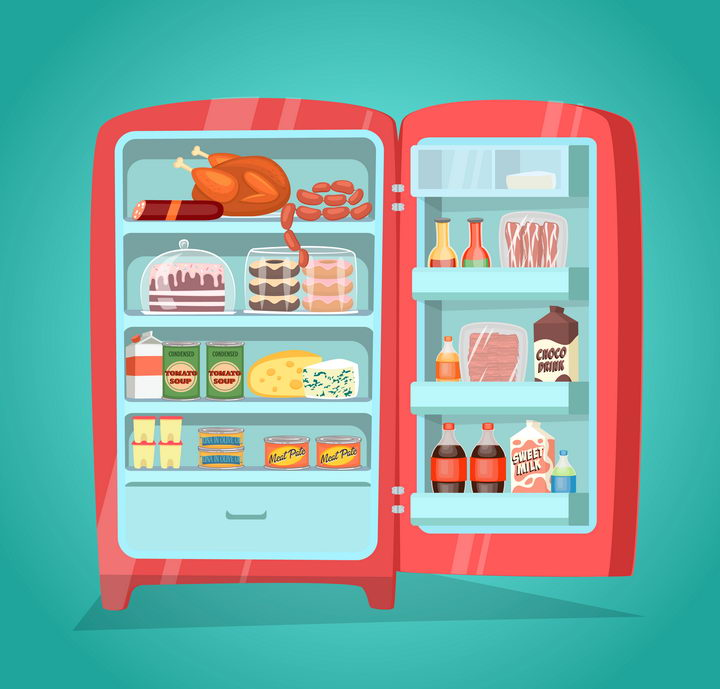 CONDENSED
TOMATO
SOUP
CONDENSED
TOMATO
SOUP
CHOCO
DRINK
Meat Pate
Meat Pate
SWEET
MILK